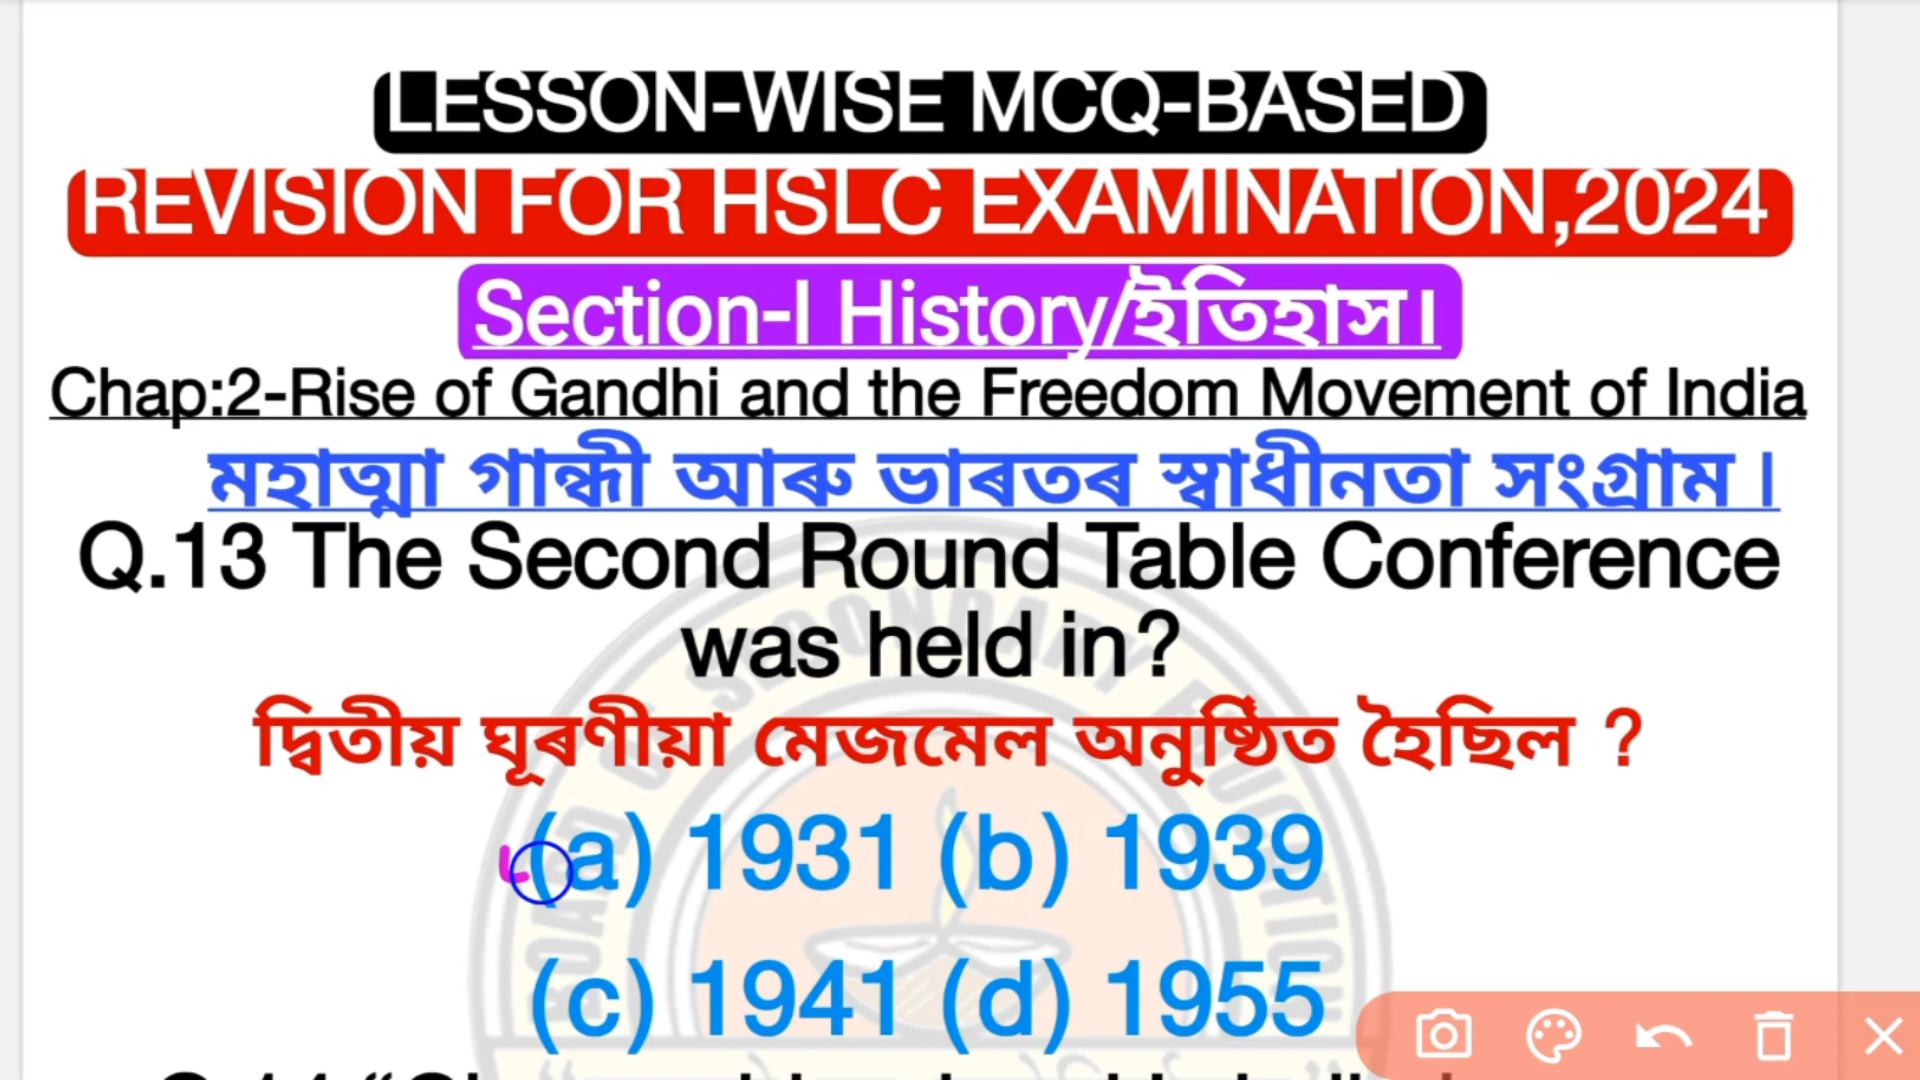 LESSON-WISE MCQ-BASED
REVISION FOR HSLC EXAMINATION,2024
Section-I History/ইতিহাস।
Chap:2-Rise of Gandhi and the Freedom Movement of India
মহাত্মা গান্ধী আৰু ভাৰতৰ স্বাধীনতা সংগ্ৰাম ।
Q.13 The Second Round Table Conference
was held in?
দ্বিতীয় ঘূৰণীয়া মেজমেল অনুষ্ঠিত হৈছিল ?
(a) 1931 (b) 1939
(c) 1941 (d) 1955